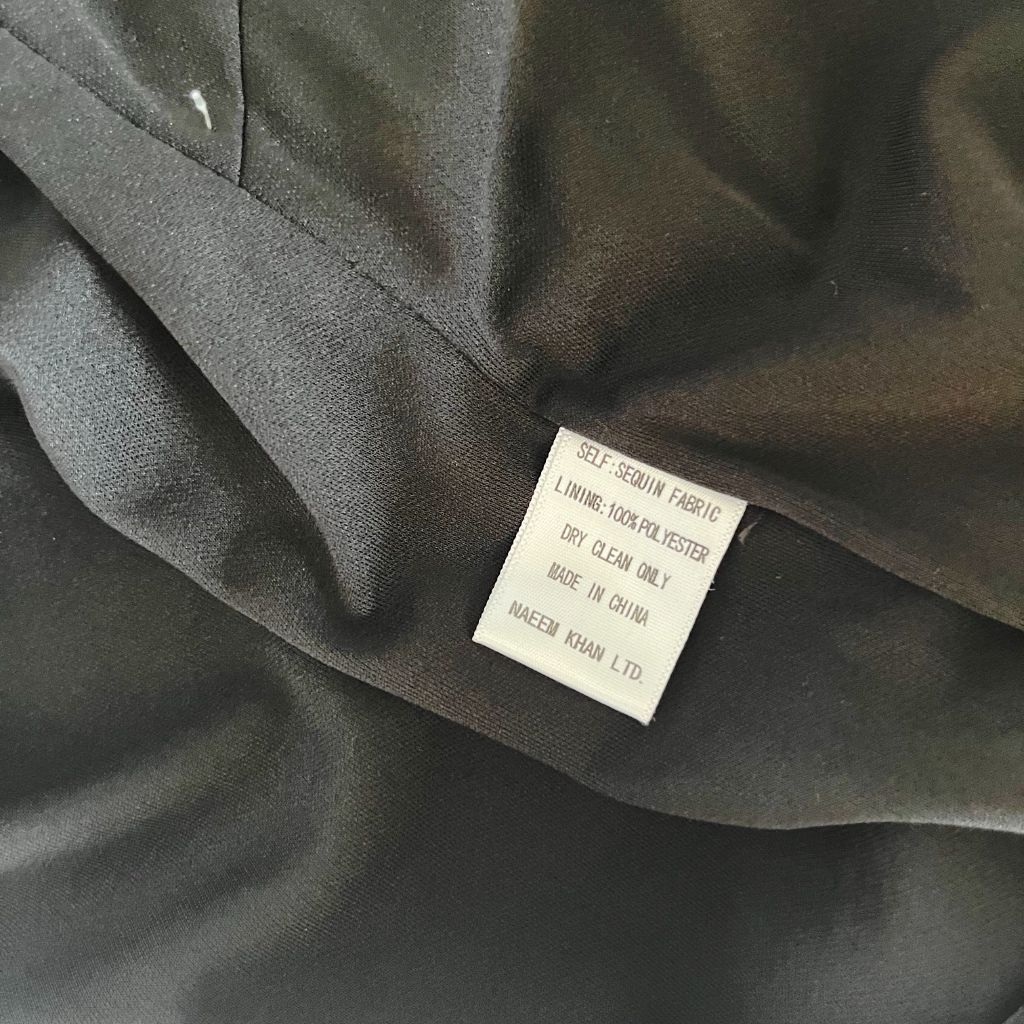 SELF:SEQUIN FABRIC
LINING:100%POLYESTER
DRY CLEAN ONLY
MADE IN CHINA
NAEEM KHAN LTD.